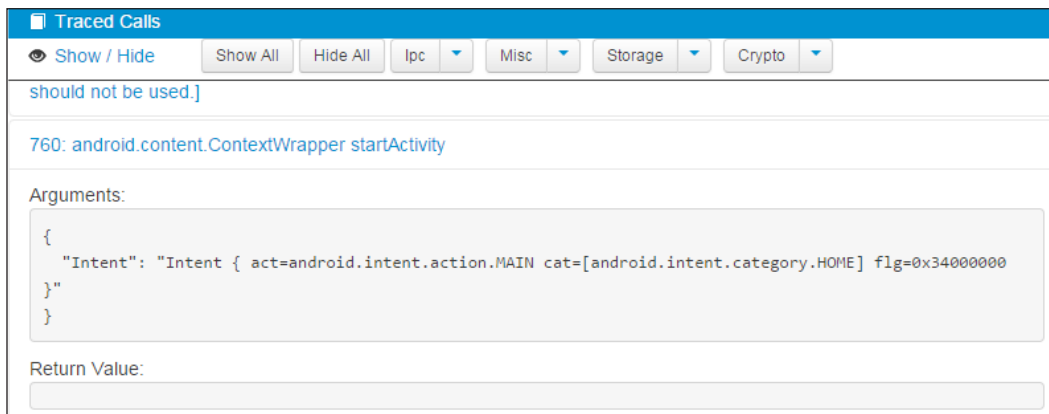 Traced Calls
Show / Hide Show All Hide All Ipc Misc Storage Crypto
should not be used.]
760: android.content.ContextWrapper startActivity
Arguments:
{
"Intent": "Intent { act=android.intent.action.MAIN cat=[android.intent.category.HOME] flg=0x34000000
}"
}
Return Value: